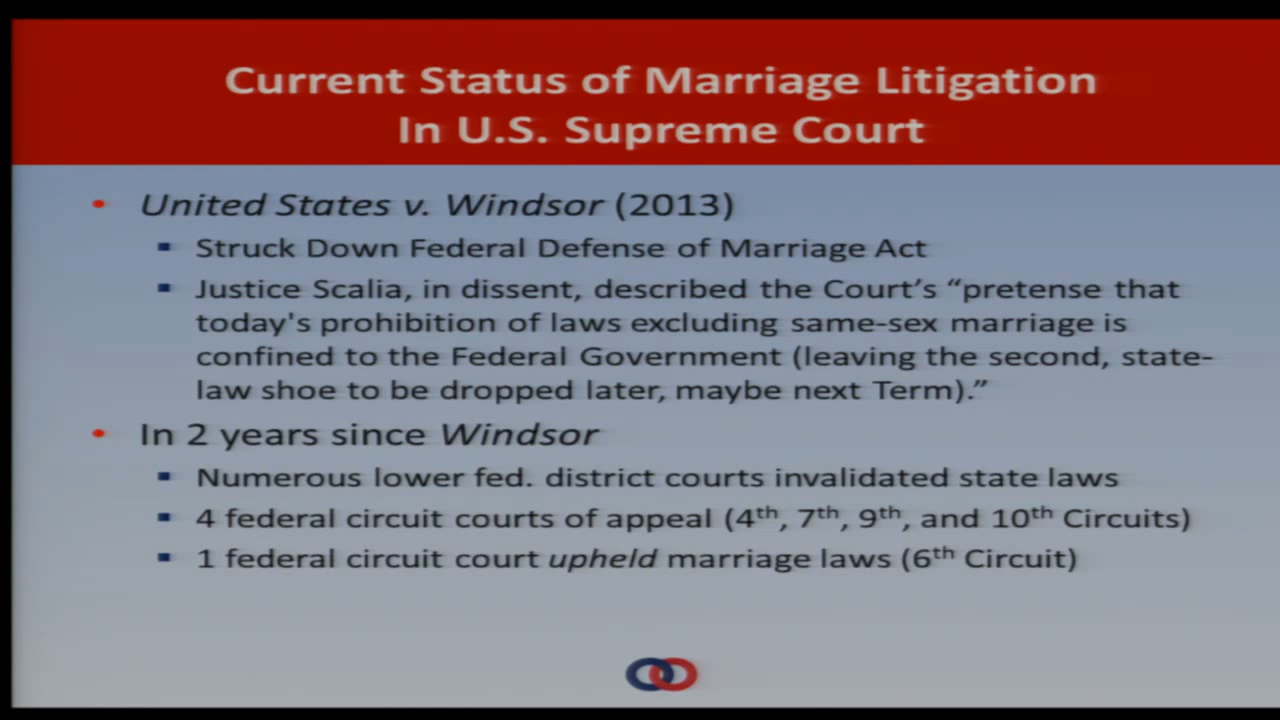 Current Status of Marriage Litigation
In U.S. Supreme Court
• United States v. Windsor (2013)
▪ Struck Down Federal Defense of Marriage Act
▪ Justice Scalia, in dissent, described the Court’s “pretense that
today's prohibition of laws excluding same-sex marriage is
confined to the Federal Government (leaving the second, state-
law shoe to be dropped later, maybe next Term).”
• In 2 years since Windsor
▪ Numerous lower fed. district courts invalidated state laws
▪ 4 federal circuit courts of appeal (4th, 7th, 9th, and 10th Circuits)
▪ 1 federal circuit court upheld marriage laws (6th Circuit)